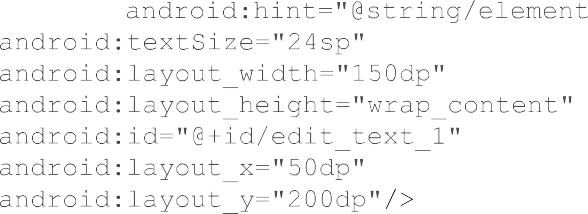 android:hint="@string/element
android:textSize="24sp"
android:layout_width="150dp"
android:layout_height="wrap_content"
android:id="@+id/edit_text_1"
android:layout_x="50dp"
android:layout_y="200dp"/>